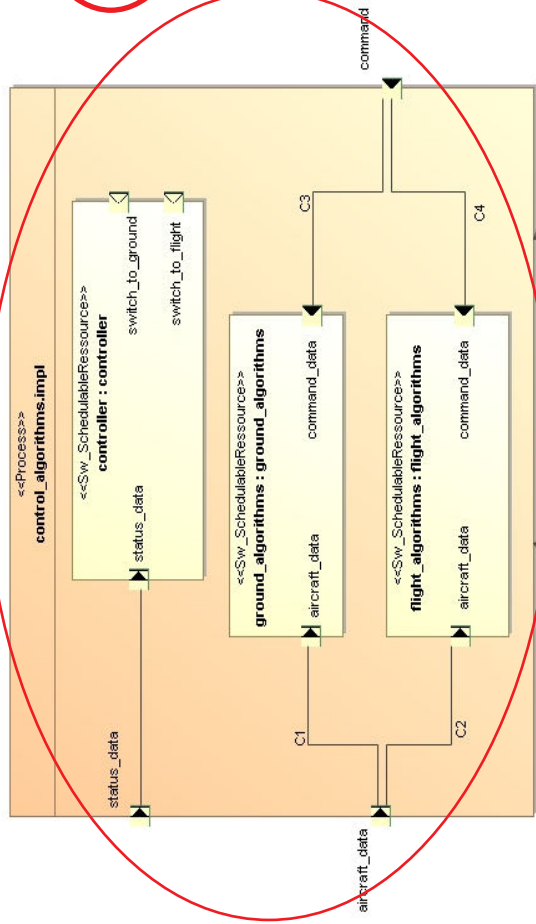 <<Process>>
control_algorithms.impl
<<Sw_SchedulableRessource>>
controller : controller
status_data
status_data
switch_to_ground
switch_to_flight
<<Sw_SchedulableRessource>>
ground_algorithms : ground_algorithms
aircraft_data
command_data
C1
C3
<<Sw_SchedulableRessource>>
flight_algorithms : flight_algorithms
aircraft_data
command_data
C2
C4
aircraft_data
command